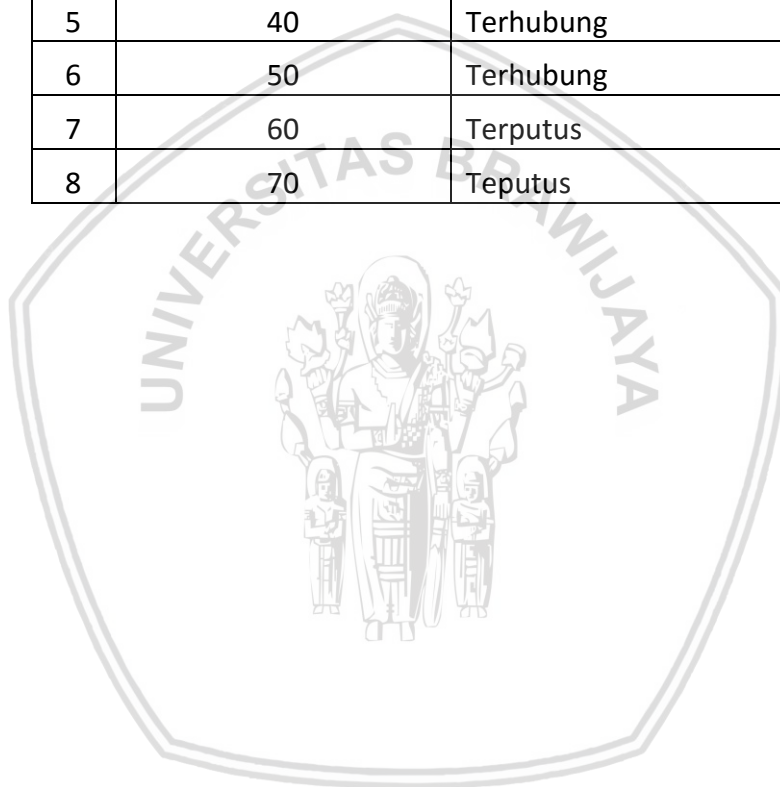 5 40 Terhubung
6 50 Terhubung
7 60 Terputus
8 70 Teputus
UNIVERSITAS BRAWIJAYA